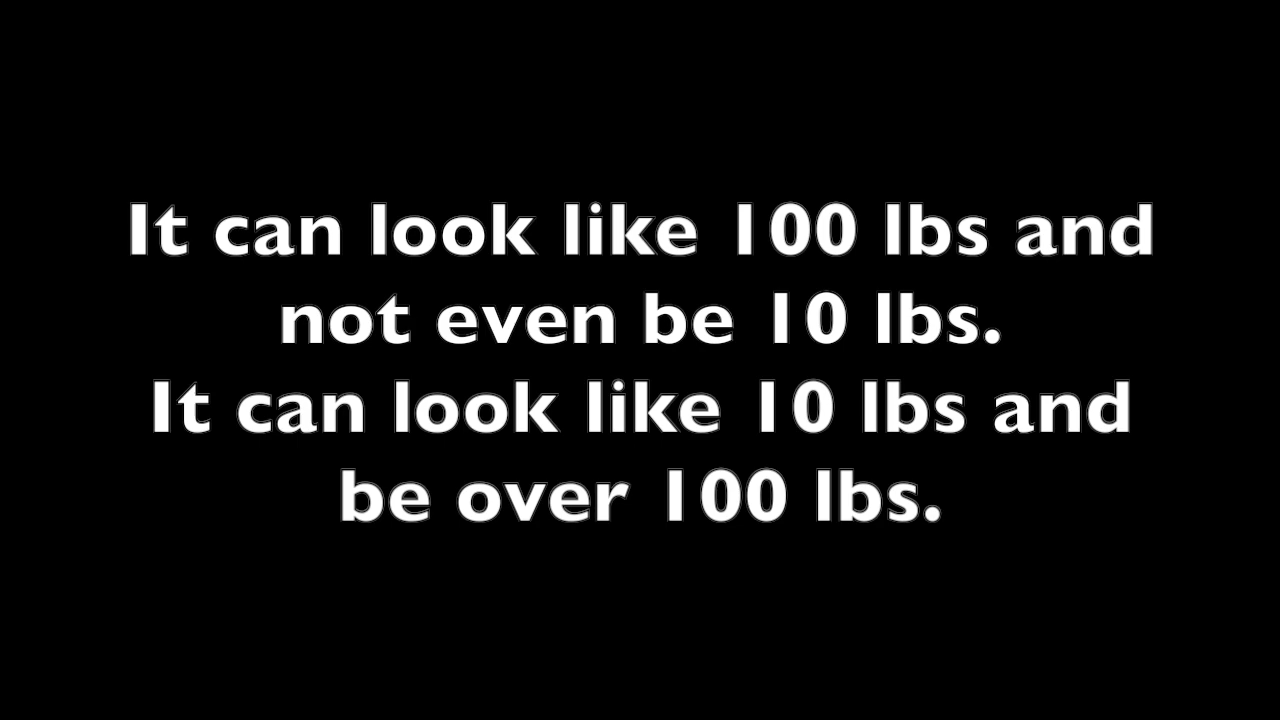 It can look like 100 lbs and
not even be 10 lbs.
It can look like 10 lbs and
be over 100 lbs.